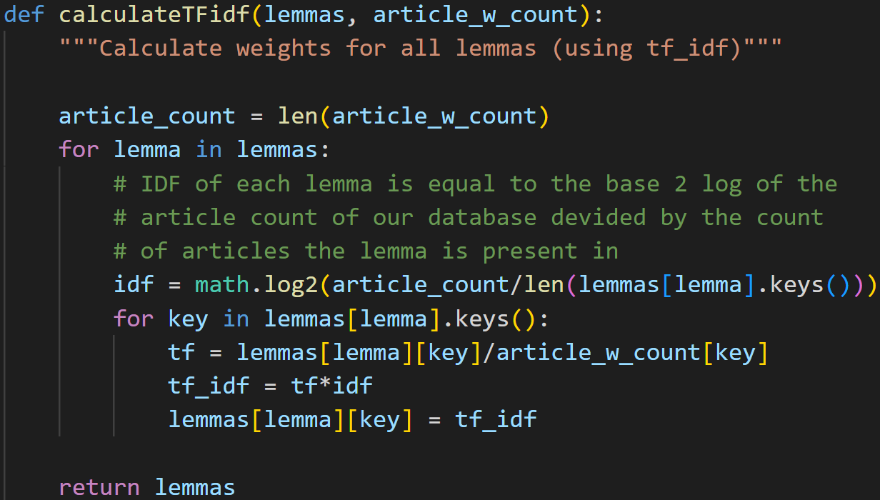 def calculateTFidf(lemmas, article_w_count):
    """Calculate weights for all lemmas (using tf_idf)"""

    article_count = len(article_w_count)
    for lemma in lemmas:
        # IDF of each lemma is equal to the base 2 log of the
        # article count of our database devided by the count
        # of articles the lemma is present in
        idf = math.log2(article_count/len(lemmas[lemma].keys()))
        for key in lemmas[lemma].keys():
            tf = lemmas[lemma][key]/article_w_count[key]
            tf_idf = tf*idf
            lemmas[lemma][key] = tf_idf

    return lemmas